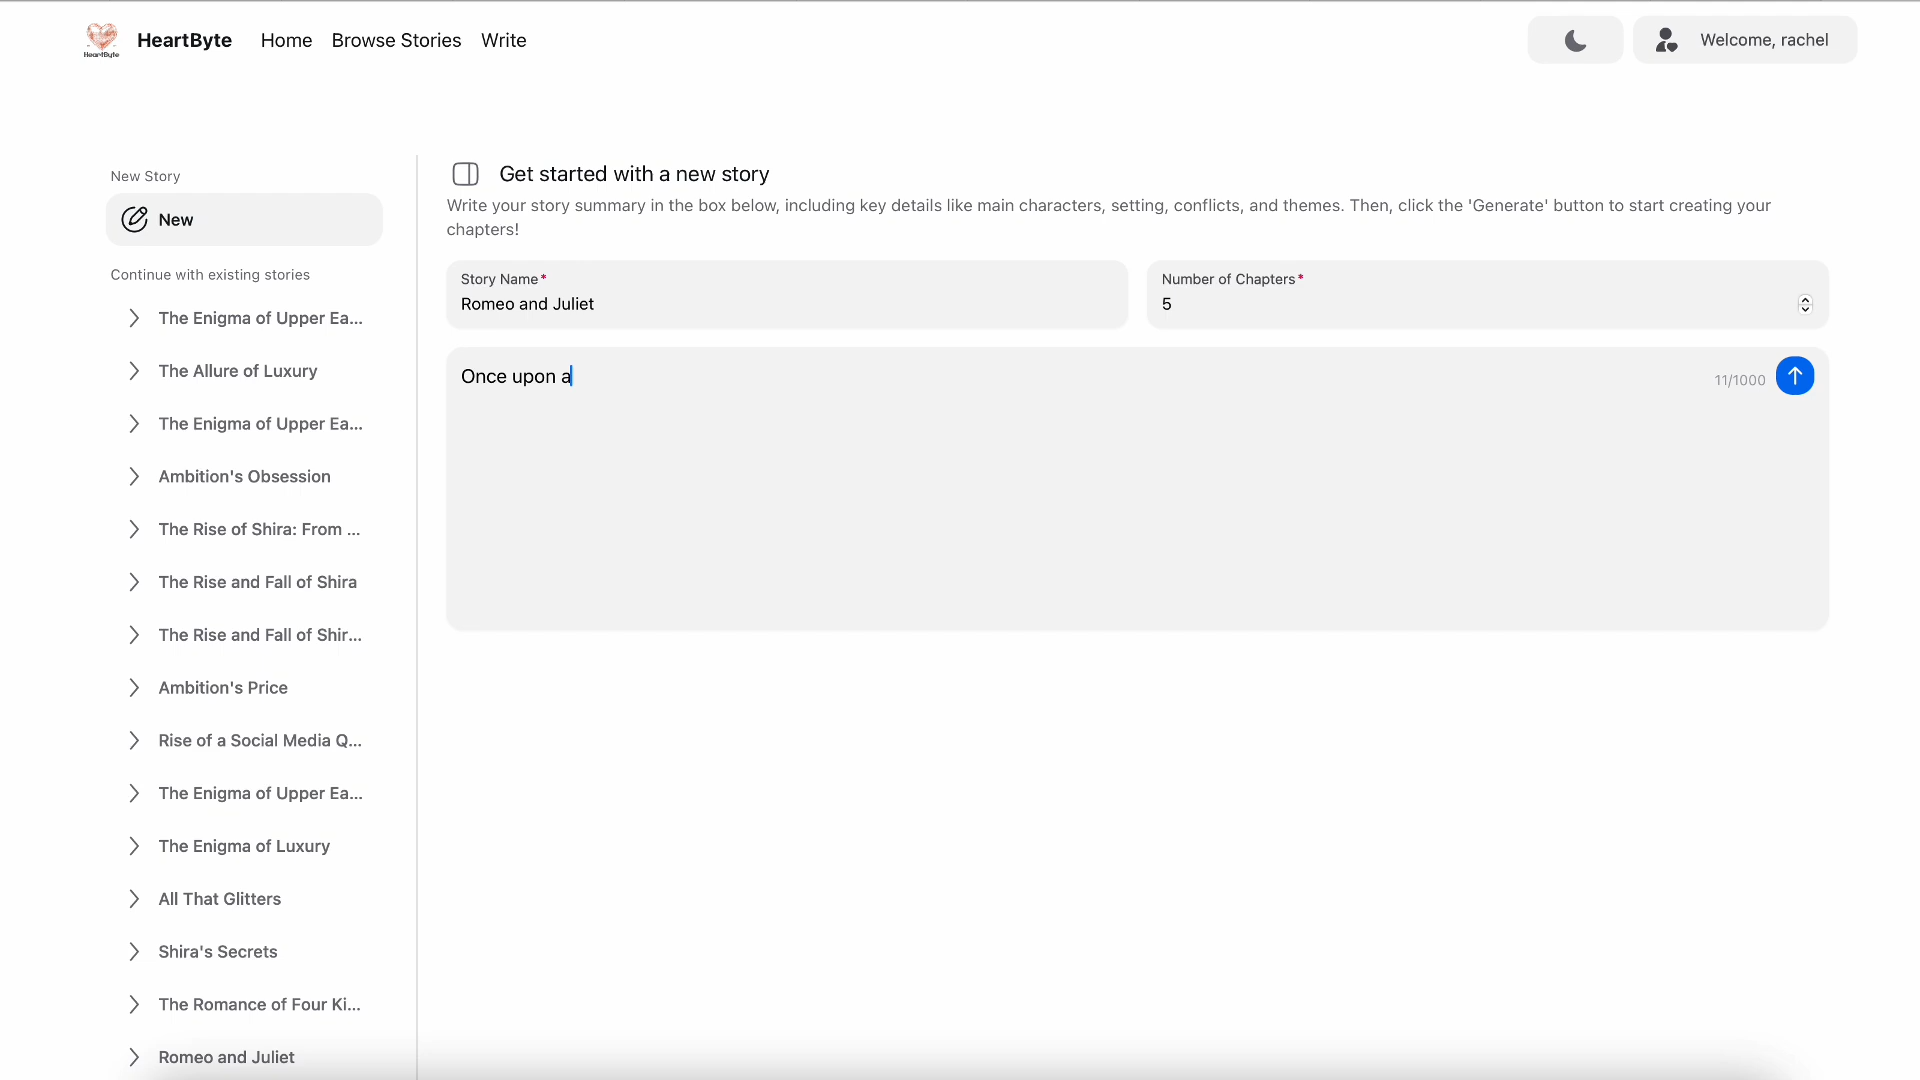 HeartByte
HeartByte
Home
Browse Stories
Write
Welcome, rachel
New Story
New
Continue with existing stories
The Enigma of Upper Ea...
The Allure of Luxury
The Enigma of Upper Ea...
Ambition's Obsession
The Rise of Shira: From ...
The Rise and Fall of Shira
The Rise and Fall of Shir...
Ambition's Price
Rise of a Social Media Q...
The Enigma of Upper Ea...
The Enigma of Luxury
All That Glitters
Shira's Secrets
The Romance of Four Ki...
Romeo and Juliet
Get started with a new story
Write your story summary in the box below, including key details like main characters, setting, conflicts, and themes. Then, click the 'Generate' button to start creating your
chapters!
Story Name*
Romeo and Juliet
Number of Chapters*
5
Once upon a
11/1000